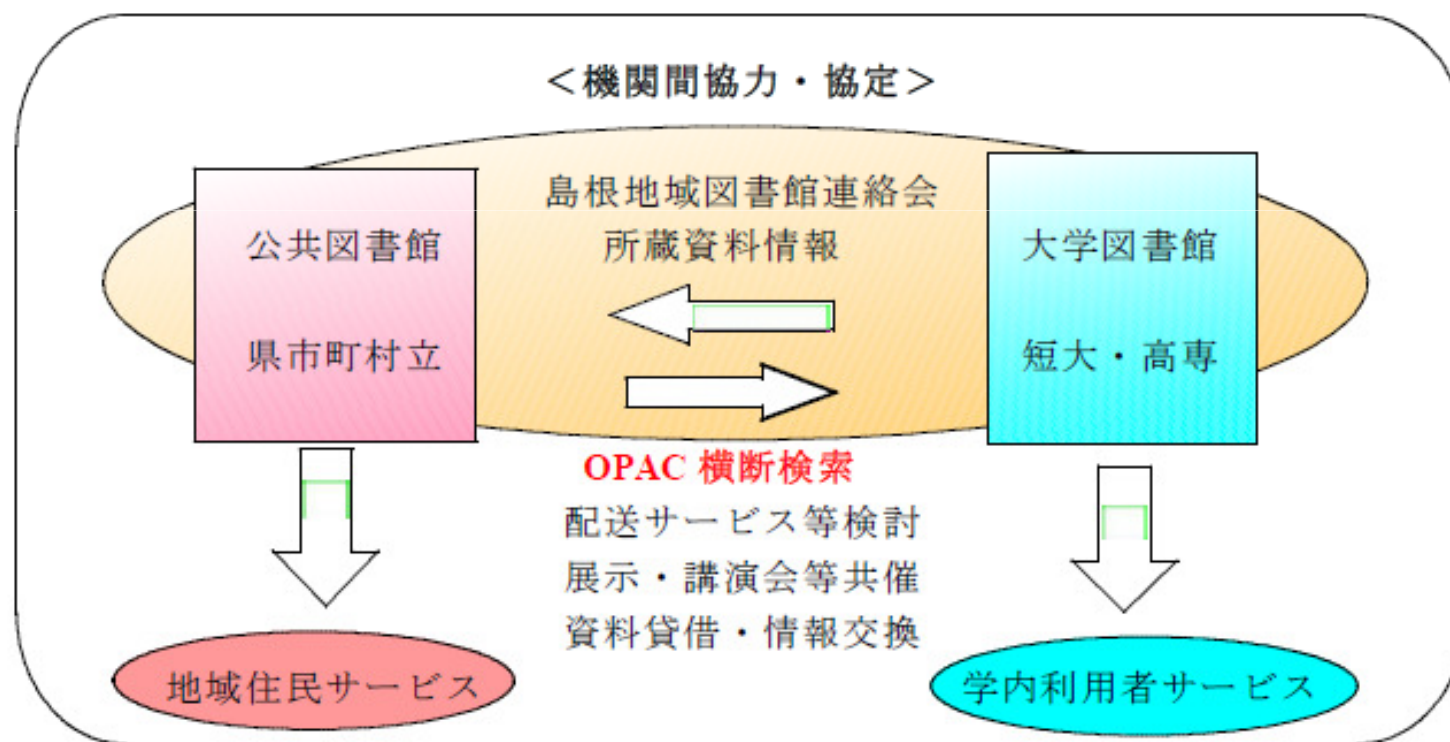 ＜機関間協力・協定＞
島根地域図書館連絡会
所蔵資料情報
公共図書館
県市町村立
大学図書館
短大・高専
OPAC 横断検索
配送サービス等検討
展示・講演会等共催
資料貸借・情報交換
地域住民サービス
学内利用者サービス